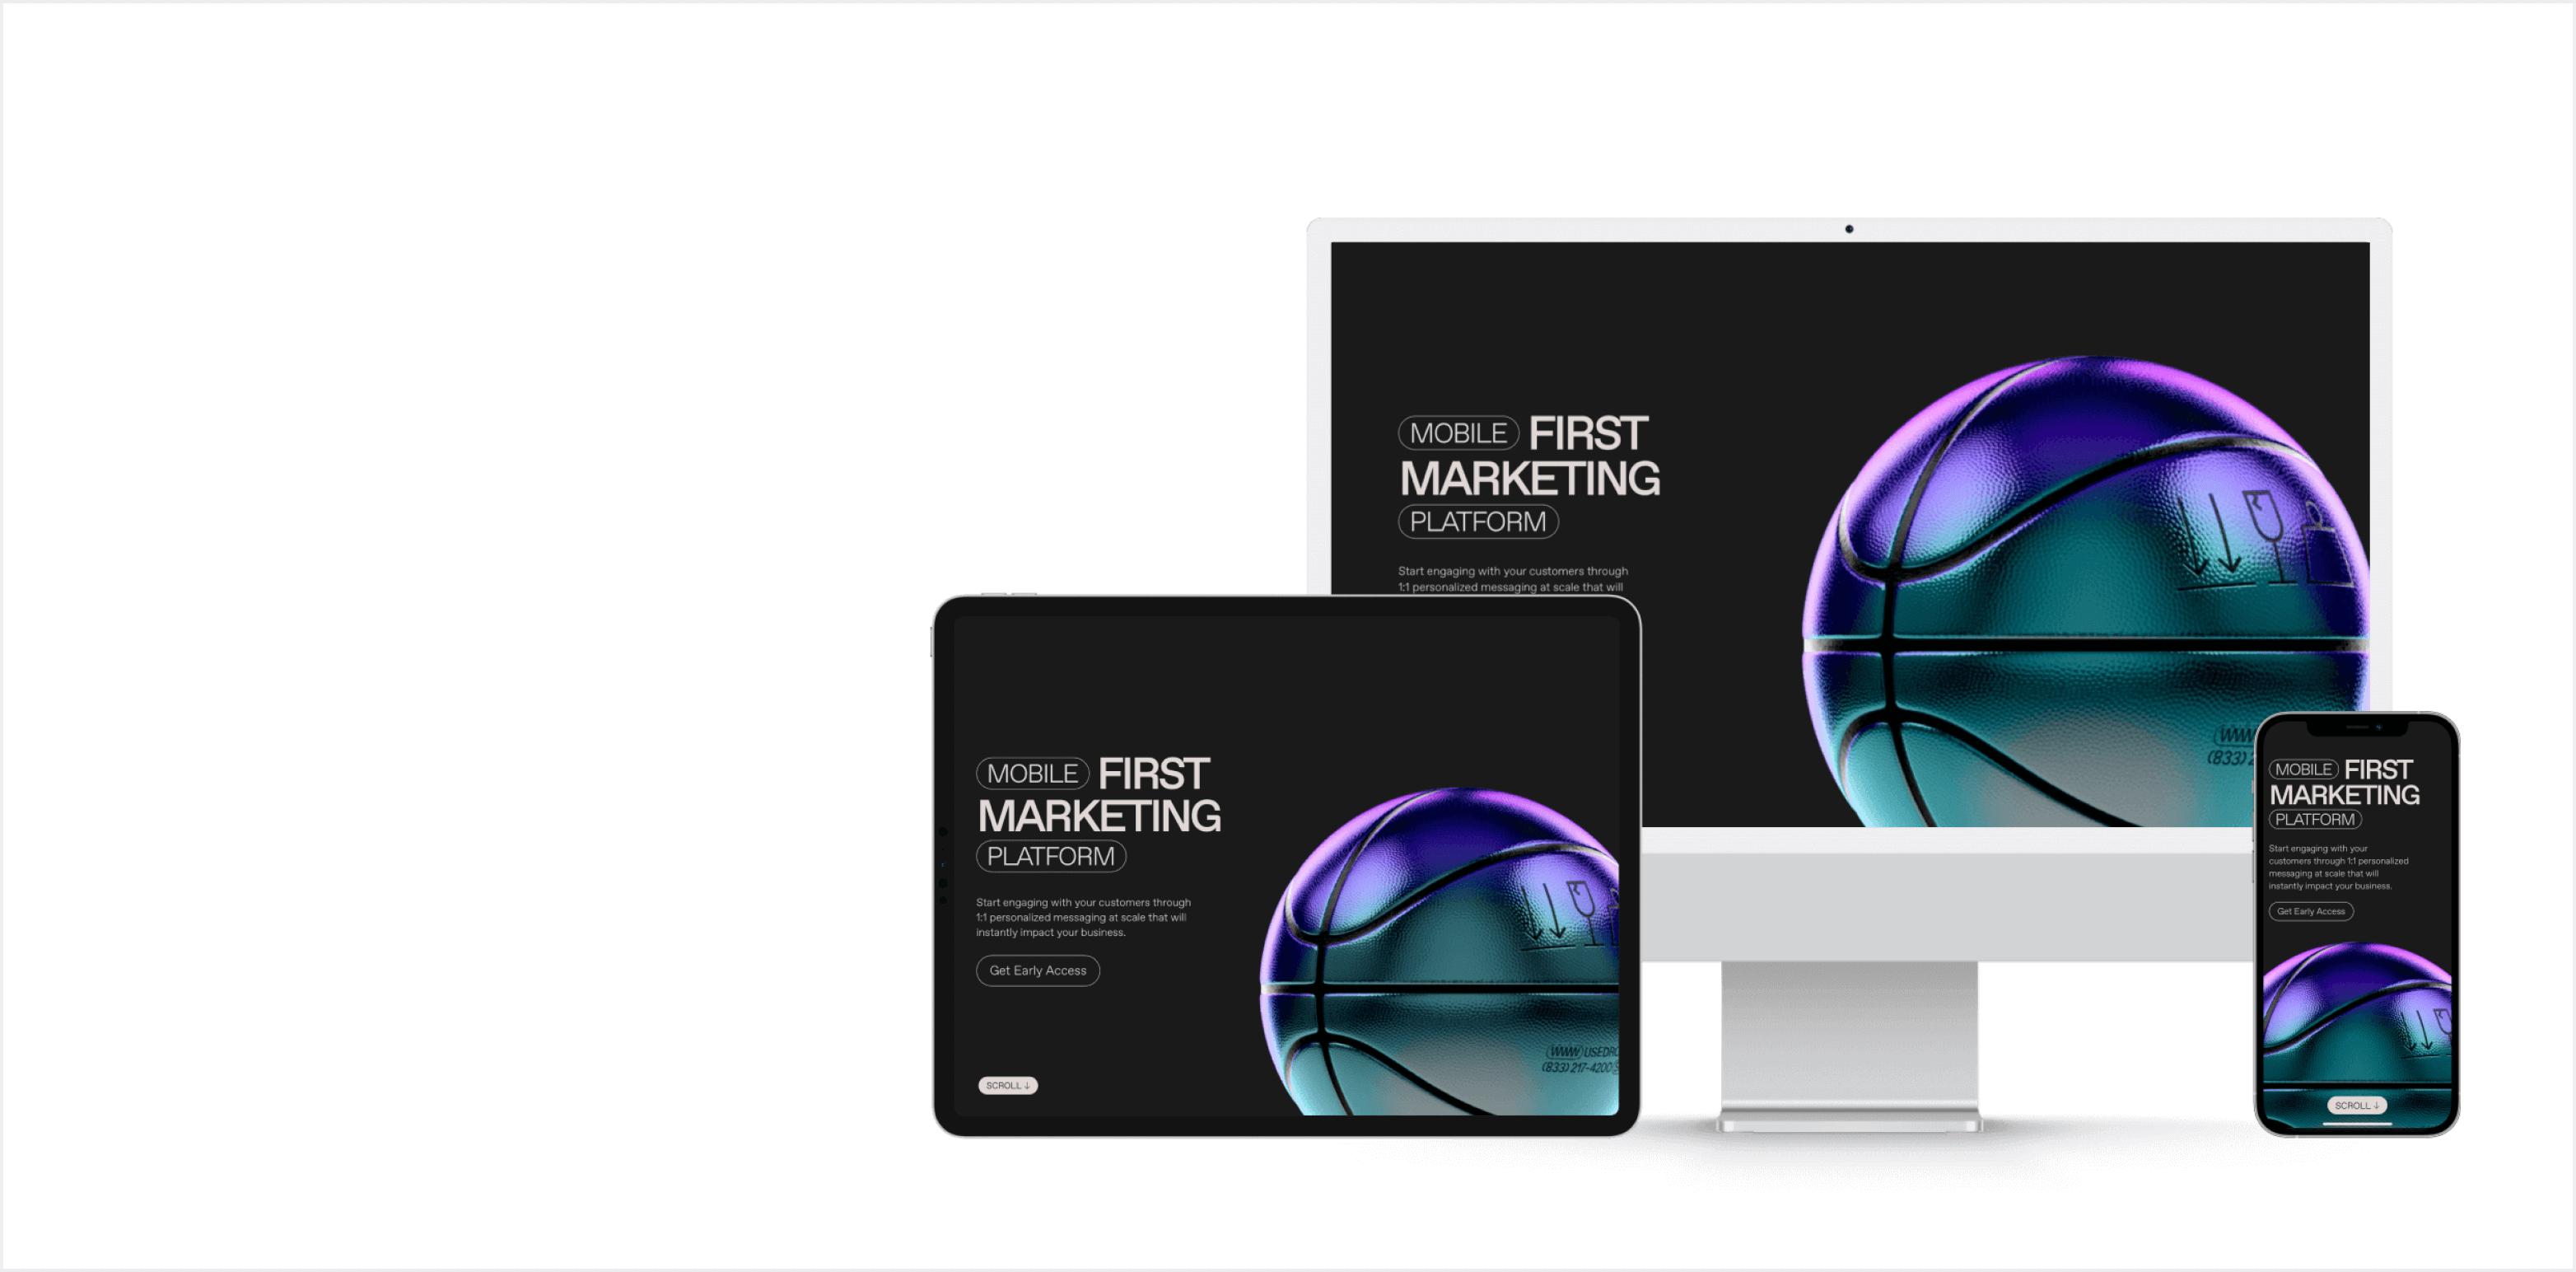 MOBILE FIRST
MARKETING
PLATFORM
Start engaging with your customers through
1:1 personalized messaging at scale that will
WWW
(833) 2
MOBILE FIRST
MARKETING
PLATFORM
Start engaging with your customers through
1:1 personalized messaging at scale that will
instantly impact your business.
Get Early Access
WWW USEDRO
(833) 217-4200
SCROLL ↓
MOBILE FIRST
MARKETING
PLATFORM
Start engaging with your
customers through 1:1 personalized
messaging at scale that will
instantly impact your business.
Get Early Access
SCROLL ↓